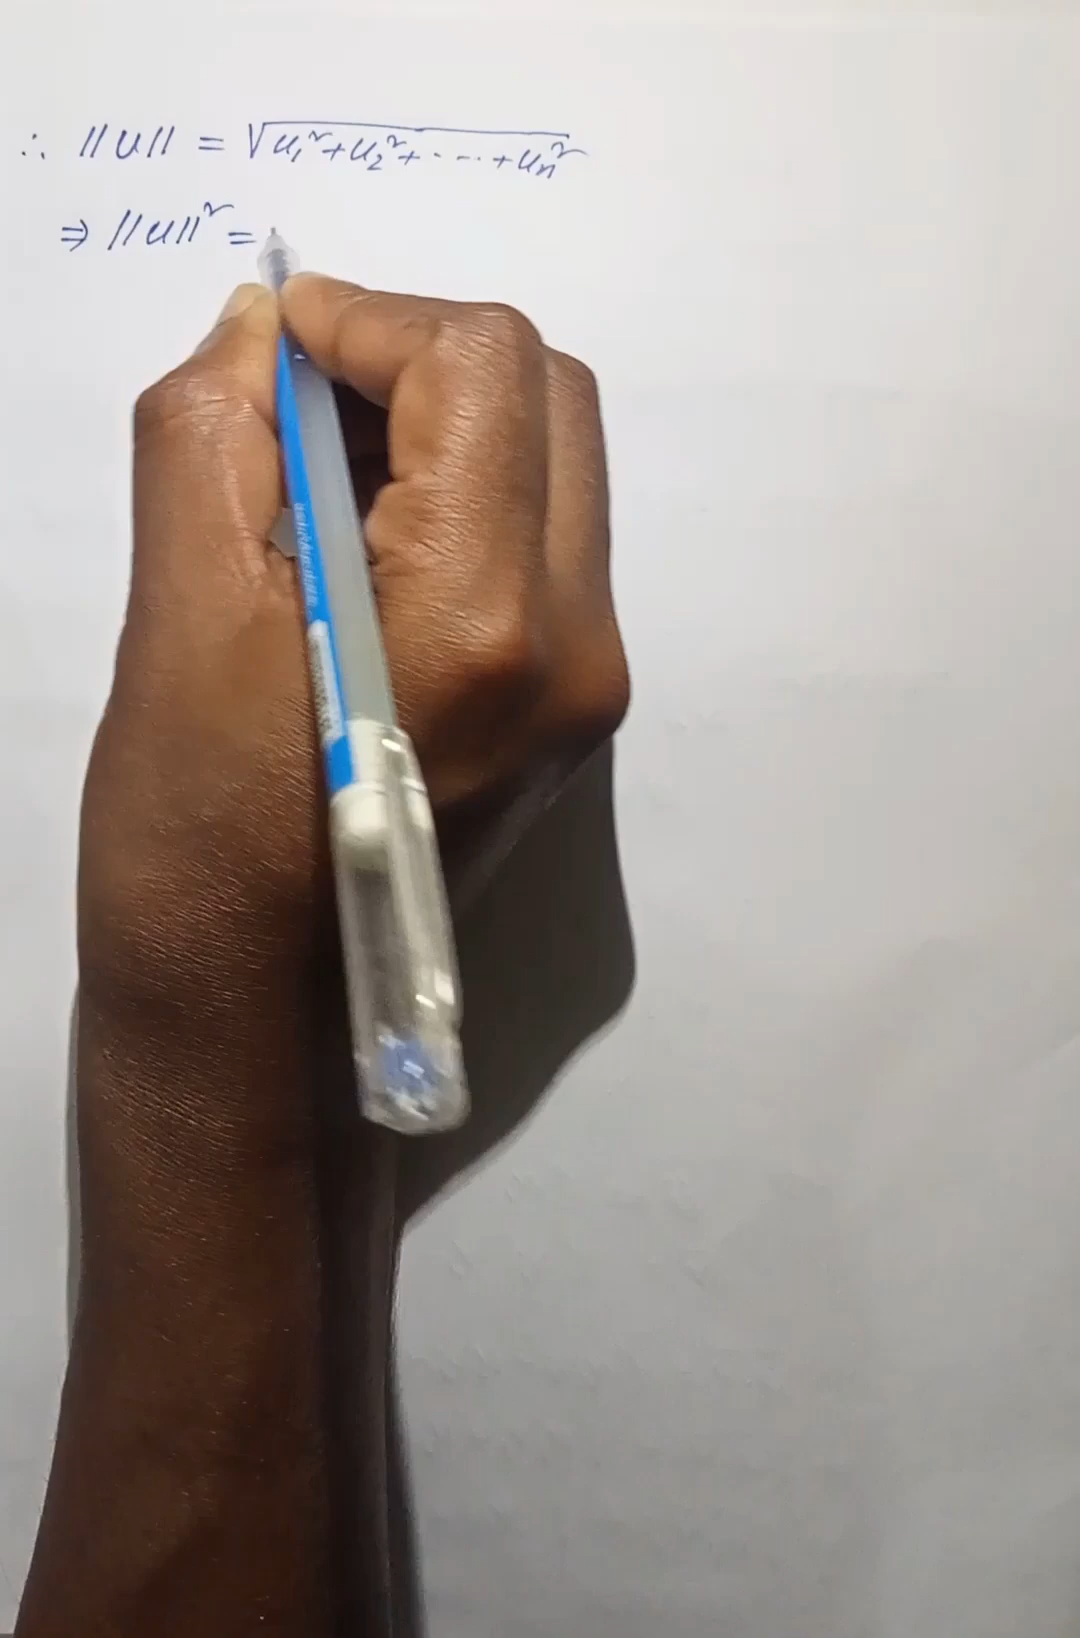 ∴ ||u|| = √(u₁² + u₂² + ---- + uₙ²)
⇒ ||u||² =